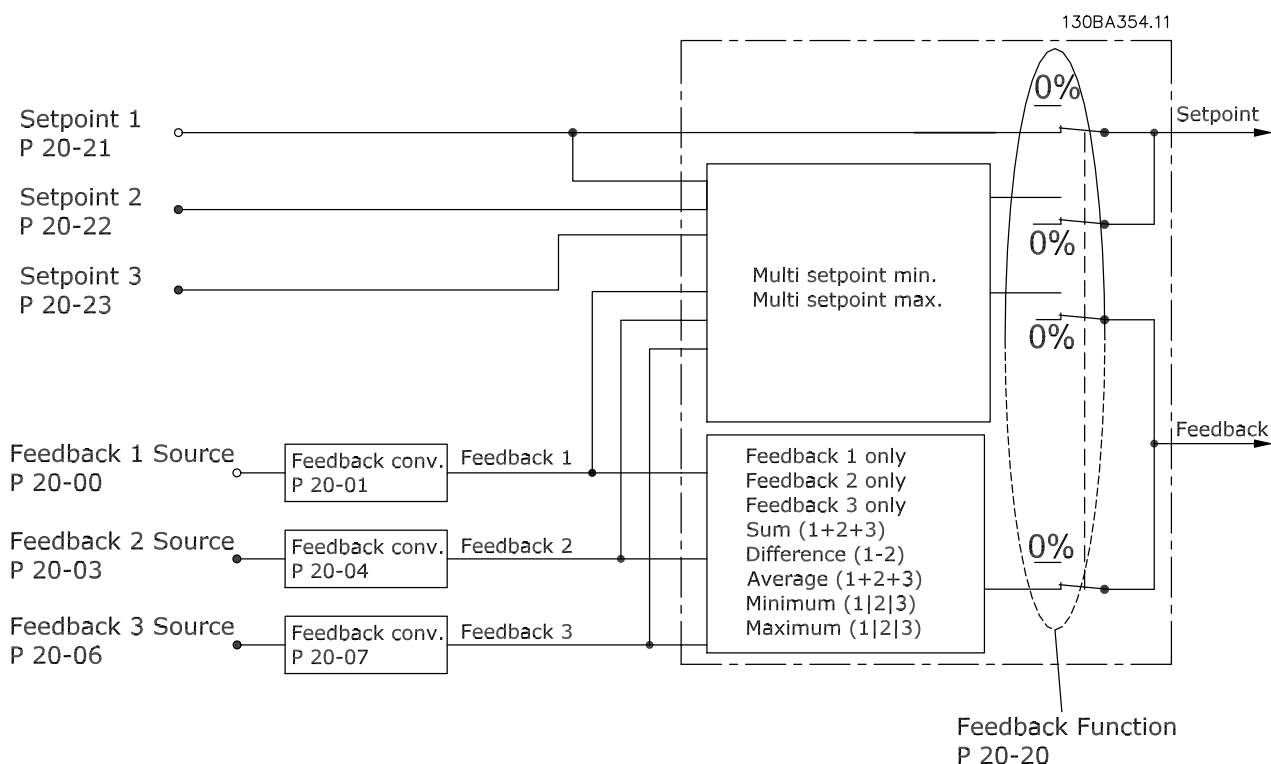 130BA354.11
0%
Setpoint 1
P 20-21
Setpoint
Setpoint 2
P 20-22
0%
Setpoint 3
P 20-23
Multi setpoint min.
Multi setpoint max.
0%
Feedback 1 Source
P 20-00
Feedback conv.
P 20-01
Feedback 1
Feedback
Feedback 2 Source
P 20-03
Feedback conv.
P 20-04
Feedback 2
Feedback 3 Source
P 20-06
Feedback conv.
P 20-07
Feedback 3
Feedback 1 only
Feedback 2 only
Feedback 3 only
Sum (1+2+3)
Difference (1-2)
Average (1+2+3)
Minimum (1|2|3)
Maximum (1|2|3)
0%
Feedback Function
P 20-20